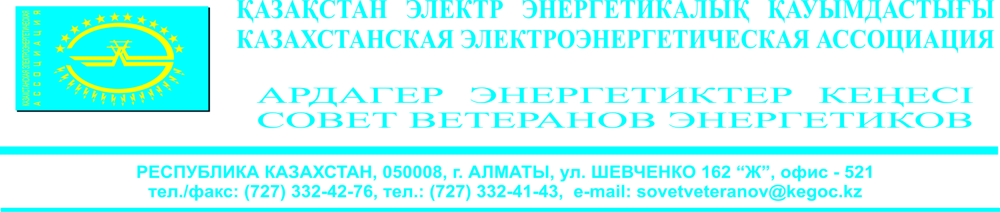 КАЗАХСТАНСКАЯ ЭЛЕКТРОЭНЕРГЕТИЧЕСКАЯ
АССОЦИАЦИЯ
ҚАЗАҚСТАН ЭЛЕКТР ЭНЕРГЕТИКАЛЫҚ ҚАУЫМДАСТЫҒЫ
КАЗАХСТАНСКАЯ ЭЛЕКТРОЭНЕРГЕТИЧЕСКАЯ АССОЦИАЦИЯ
АРДАГЕР ЭНЕРГЕТИКТЕР КЕҢЕСІ
СОВЕТ ВЕТЕРАНОВ ЭНЕРГЕТИКОВ
РЕСПУБЛИКА КАЗАХСТАН, 050008, г. АЛМАТЫ, ул. ШЕВЧЕНКО 162 “Ж”, офис - 521
тел./факс: (727) 332-42-76, тел.: (727) 332-41-43, e-mail: sovetveteranov@kegoc.kz